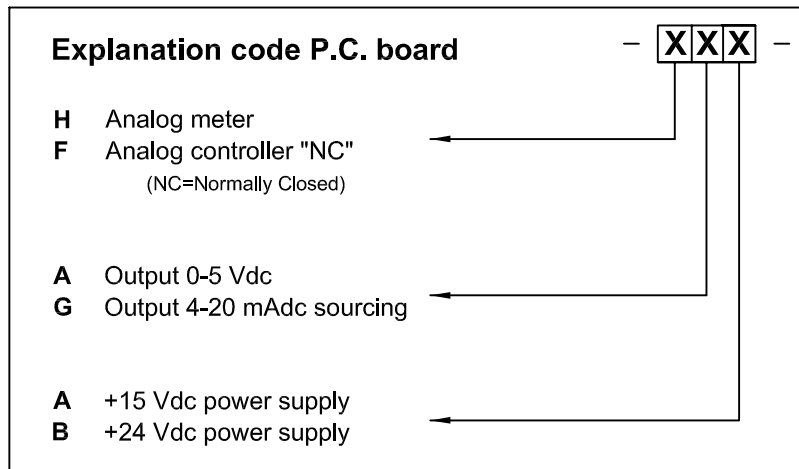 Explanation code P.C. board - X X X -
H Analog meter
F Analog controller "NC"
(NC=Normally Closed)
A Output 0-5 Vdc
G Output 4-20 mAdc sourcing
A +15 Vdc power supply
B +24 Vdc power supply